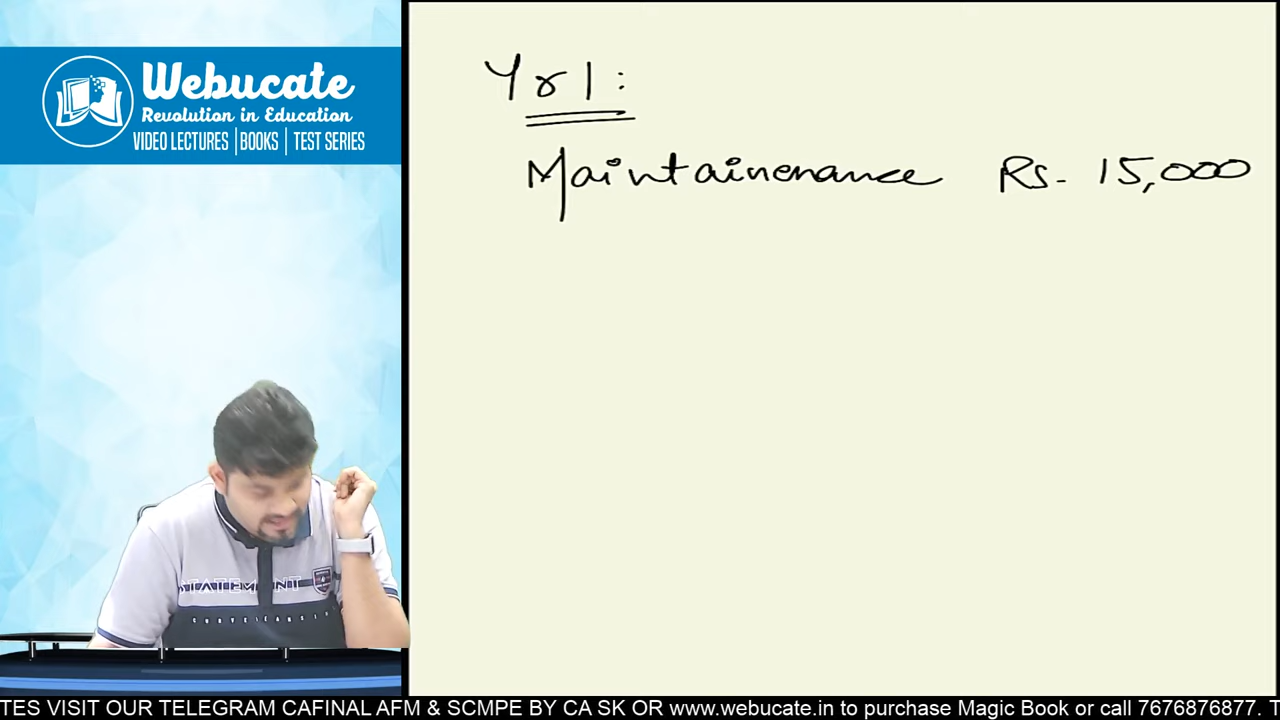 Webucate
Revolution in Education
VIDEO LECTURES | BOOKS | TEST SERIES
Yr 1:
Maintainenance Rs. 15,000
STATEMENT
TES VISIT OUR TELEGRAM CAFINAL AFM & SCMPE BY CA SK OR www.webucate.in to purchase Magic Book or call 7676876877. T